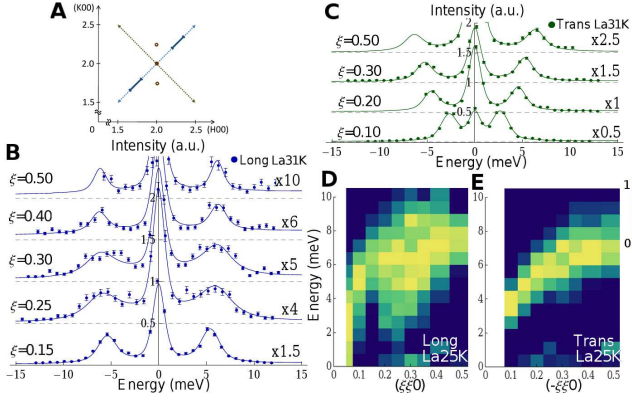 A
(K00)
2.5
2.0
1.5
0
1.5
2.0
2.5
(H00)
B
Intensity (a.u.)
Long La31K
ξ=0.50
x10
2
ξ=0.40
x6
1.5
ξ=0.30
x5
1
ξ=0.25
x4
0.5
ξ=0.15
x1.5
−15
−10
−5
0
5
10
15
Energy (meV)
C
Intensity (a.u.)
2
Trans La31K
ξ=0.50
x2.5
1.5
ξ=0.30
x1.5
1
ξ=0.20
x1
0.5
ξ=0.10
x0.5
−15
−10
−5
0
5
10
15
Energy (meV)
D
10
8
6
4
2
0
Energy (meV)
Long
La25K
0.1
0.2
0.3
0.4
0.5
(ξξ0)
E
10
8
6
4
2
0
Trans
La25K
0.1
0.2
0.3
0.4
0.5
(-ξξ0)
1
0